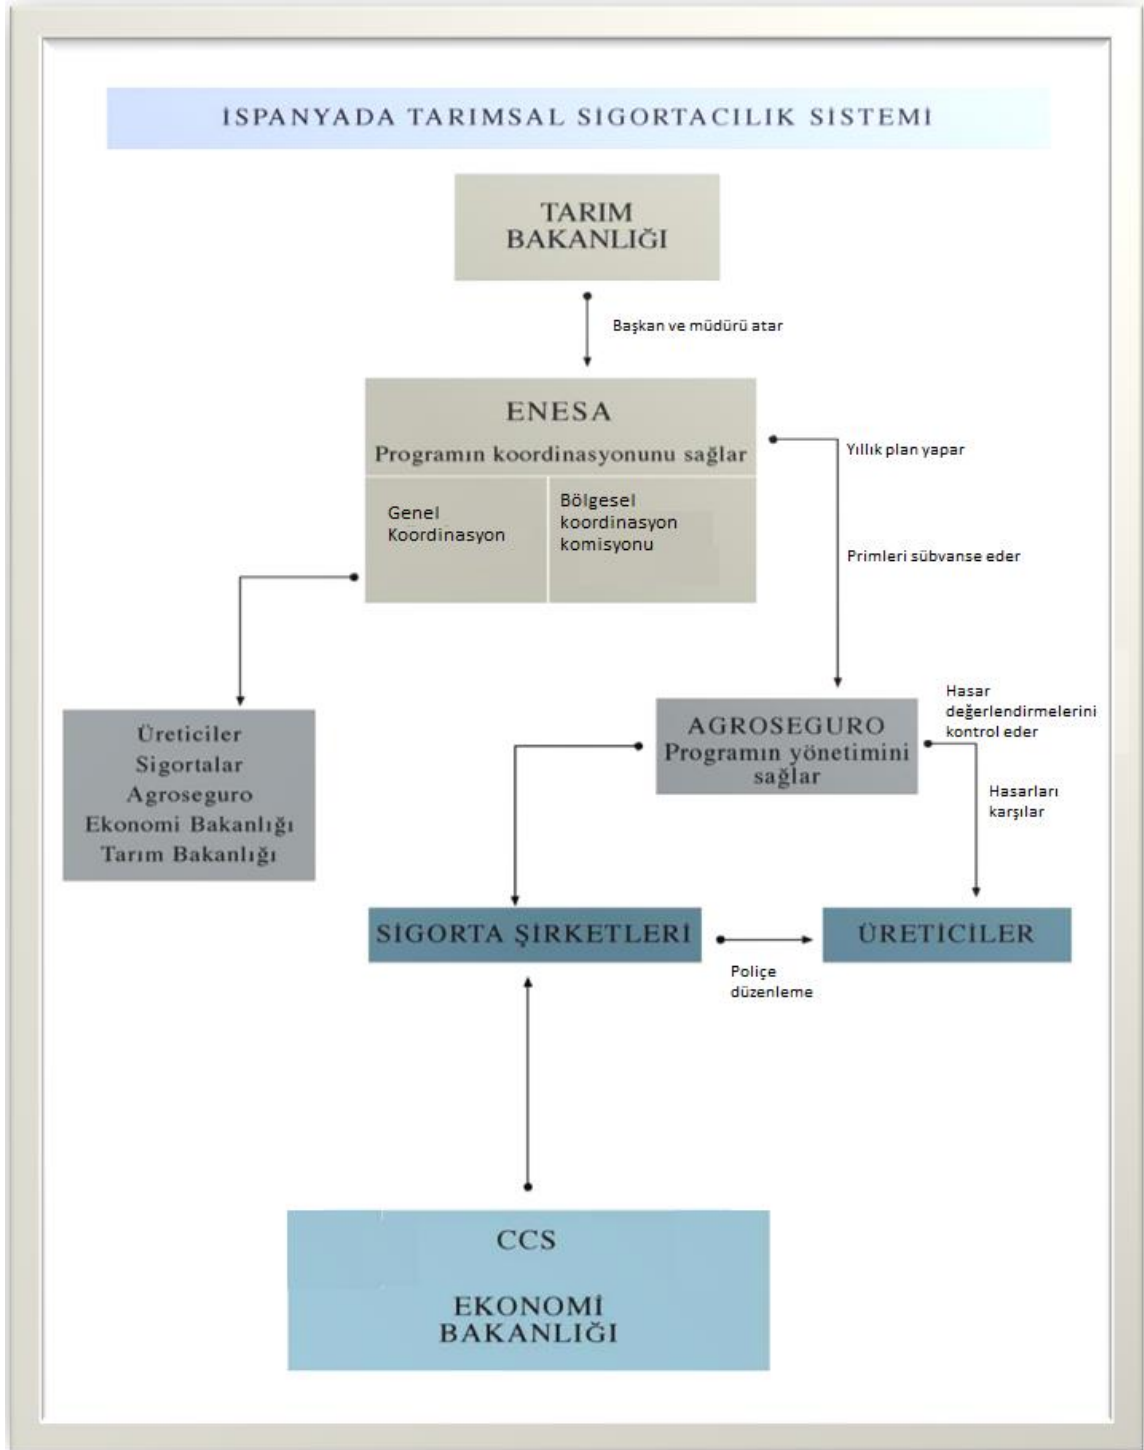 İSPANYADA TARIMSAL SİGORTACILIK SİSTEMİ
TARIM
BAKANLIĞI
Başkan ve müdürü atar
ENESA
Programın koordinasyonunu sağlar
Genel
Koordinasyon
Bölgesel
koordinasyon
komisyonu
Yıllık plan yapar
Primleri sübvanse eder
Üreticiler
Sigortalar
Agroseguro
Ekonomi Bakanlığı
Tarım Bakanlığı
AGROSEGURO
Programın yönetimini
sağlar
Hasar
değerlendirmelerini
kontrol eder
Hasarları
karşılar
SİGORTA ŞİRKETLERİ
Poliçe
düzenleme
ÜRETİCİLER
CCS
EKONOMİ
BAKANLIĞI